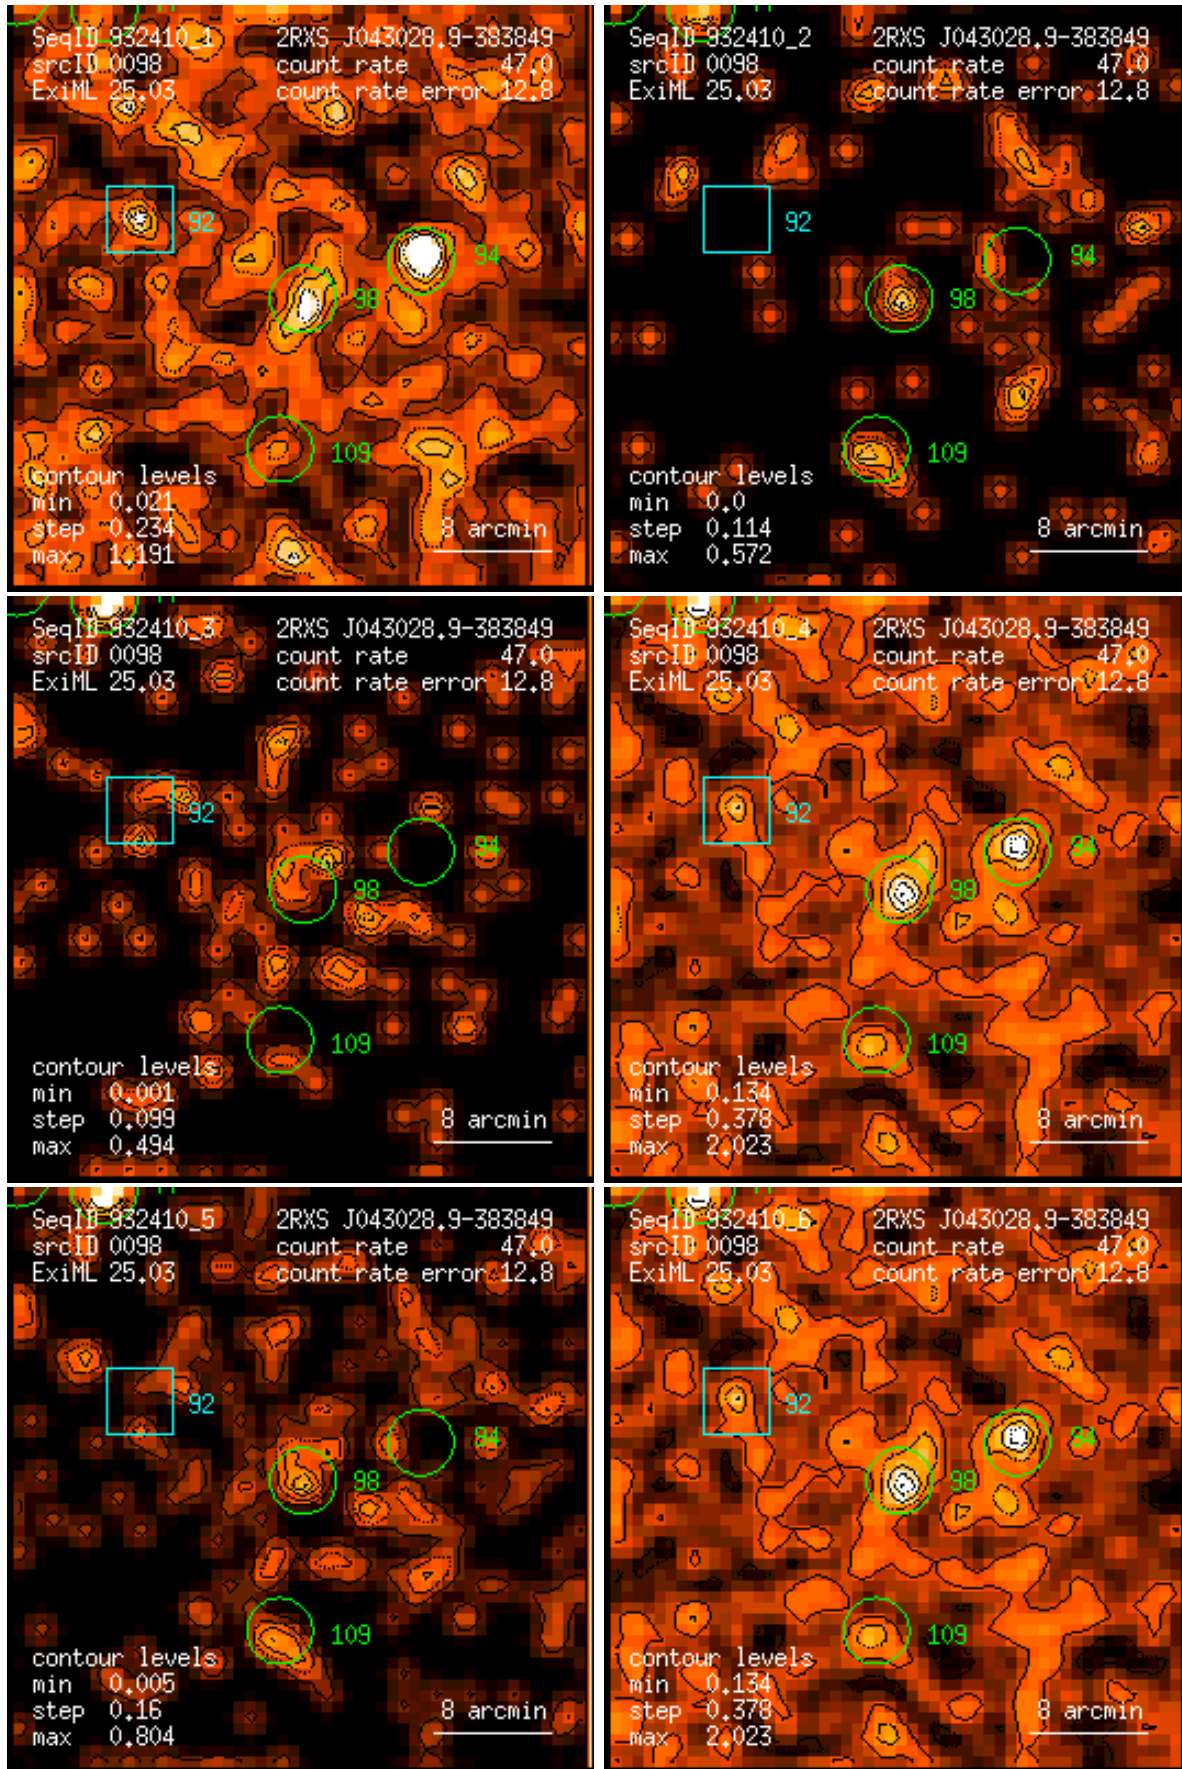 SeqID 932410_1 2RXS J043028.9-383849
srcID 0098 count rate 47.0
ExiML 25.03 count rate error 12.8
92
94
98
109
contour levels
min 0.021
step 0.234
max 1.191
8 arcmin
SeqID 932410_2 2RXS J043028.9-383849
srcID 0098 count rate 47.0
ExiML 25.03 count rate error 12.8
92
94
98
109
contour levels
min 0.0
step 0.114
max 0.572
8 arcmin
SeqID 932410_3 2RXS J043028.9-383849
srcID 0098 count rate 47.0
ExiML 25.03 count rate error 12.8
92
94
98
109
contour levels
min 0.001
step 0.099
max 0.494
8 arcmin
SeqID 932410_4 2RXS J043028.9-383849
srcID 0098 count rate 47.0
ExiML 25.03 count rate error 12.8
92
94
98
109
contour levels
min 0.134
step 0.378
max 2.023
8 arcmin
SeqID 932410_5 2RXS J043028.9-383849
srcID 0098 count rate 47.0
ExiML 25.03 count rate error 12.8
92
94
98
109
contour levels
min 0.005
step 0.16
max 0.804
8 arcmin
SeqID 932410_6 2RXS J043028.9-383849
srcID 0098 count rate 47.0
ExiML 25.03 count rate error 12.8
92
94
98
109
contour levels
min 0.134
step 0.378
max 2.023
8 arcmin